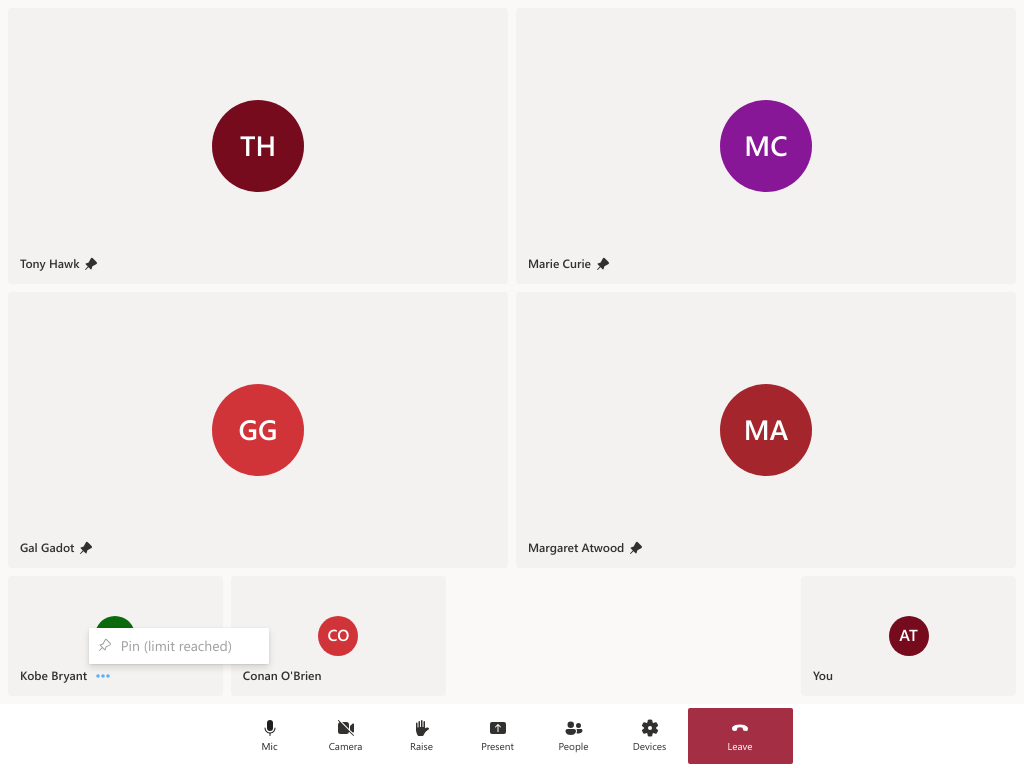 TH
Tony Hawk
MC
Marie Curie
GG
Gal Gadot
MA
Margaret Atwood
Pin (limit reached)
Kobe Bryant
CO
Conan O'Brien
AT
You
Mic
Camera
Raise
Present
People
Devices
Leave